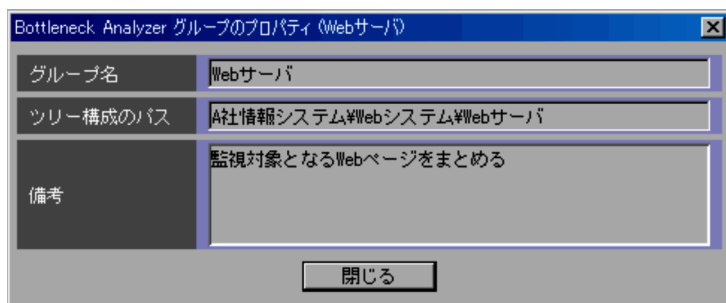 Bottleneck Analyzer グループのプロパティ (Webサーバ)
グループ名 Webサーバ
ツリー構成のパス A社情報システム¥Webシステム¥Webサーバ
備考 監視対象となるWebページをまとめる
閉じる